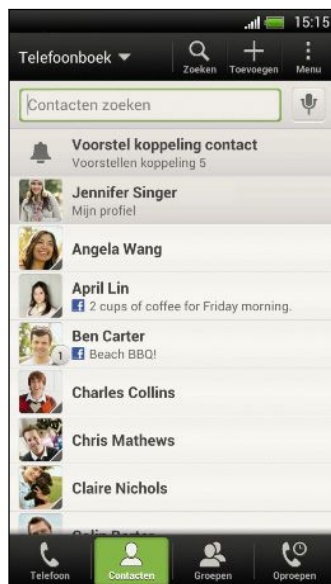 15:15
Telefoonboek
Zoeken Toevoegen Menu
Contacten zoeken
Voorstel koppeling contact
Voorstellen koppeling 5
Jennifer Singer
Mijn profiel
Angela Wang
April Lin
2 cups of coffee for Friday morning.
Ben Carter
1 Beach BBQ!
Charles Collins
Chris Mathews
Claire Nichols
Telefoon Contacten Groepen Oproepen